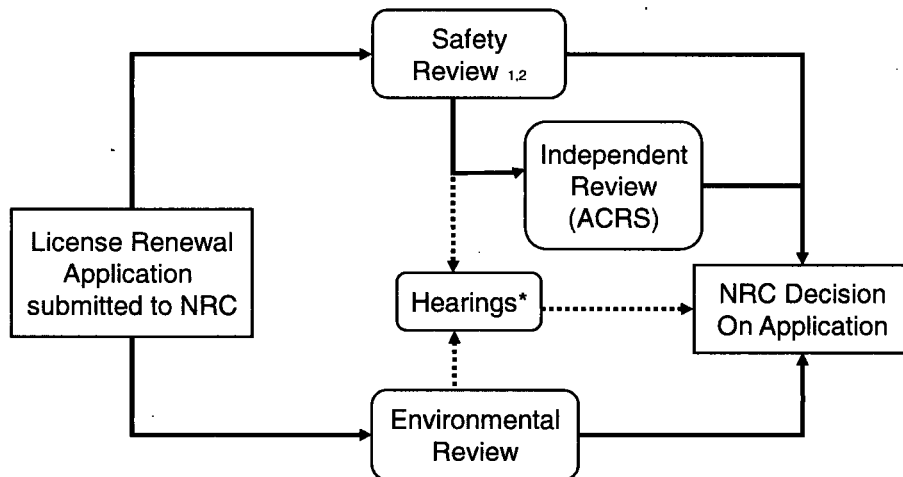 Safety
Review 1,2
Independent
Review
(ACRS)
License Renewal
Application
submitted to NRC
Hearings*
NRC Decision
On Application
Environmental
Review